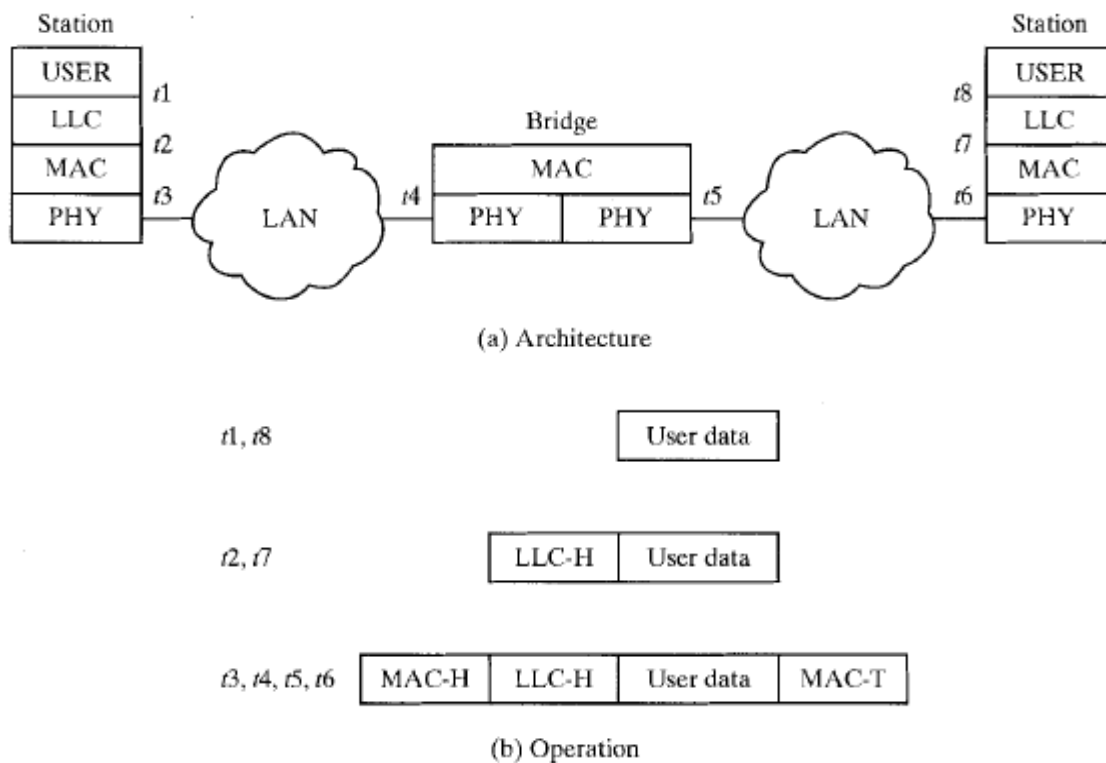 Station
Station
USER
USER
t1
t8
LLC
LLC
Bridge
t2
t7
MAC
MAC
MAC
t3
t4
t5
t6
PHY
LAN
PHY
PHY
LAN
PHY
(a) Architecture
t1, t8
User data
t2, t7
LLC-H
User data
t3, t4, t5, t6
MAC-H
LLC-H
User data
MAC-T
(b) Operation